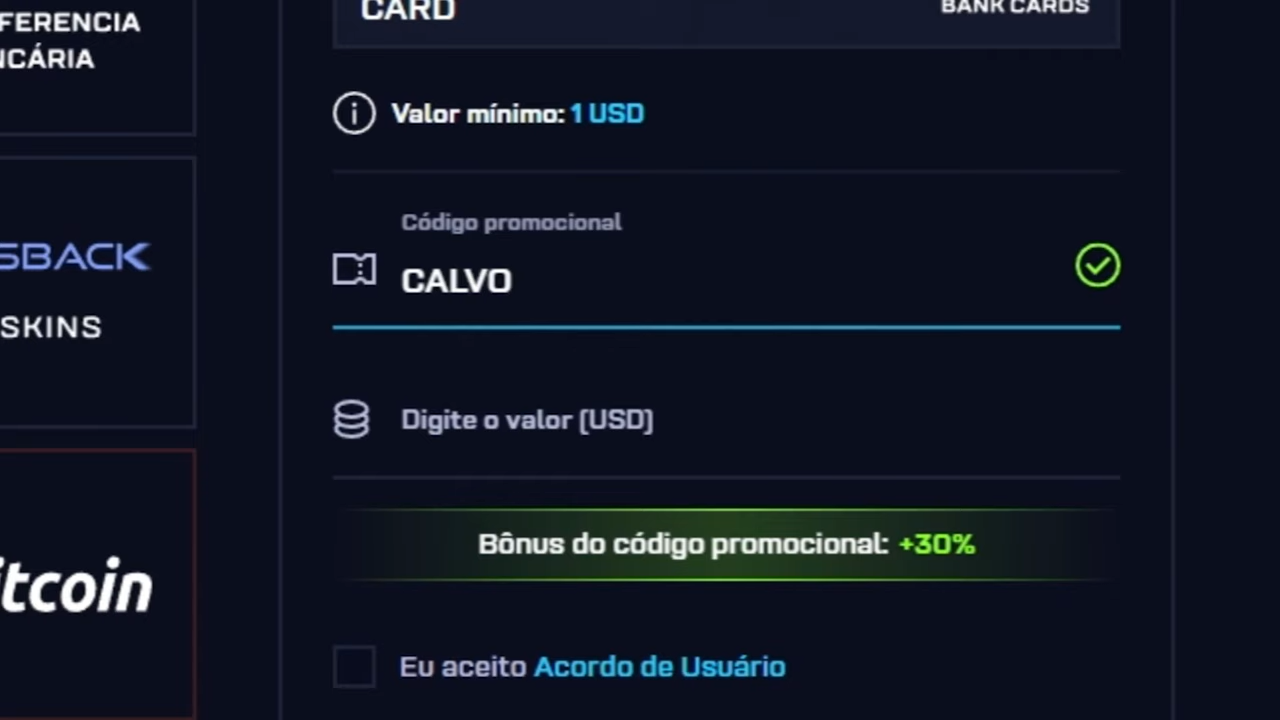 FERENCIA
CÁRIA
SBACK
SKINS
itcoin
CARD
BANK CARDS
Valor mínimo: 1 USD
Código promocional
CALVO
Digite o valor (USD)
Bônus do código promocional: +30%
Eu aceito Acordo de Usuário